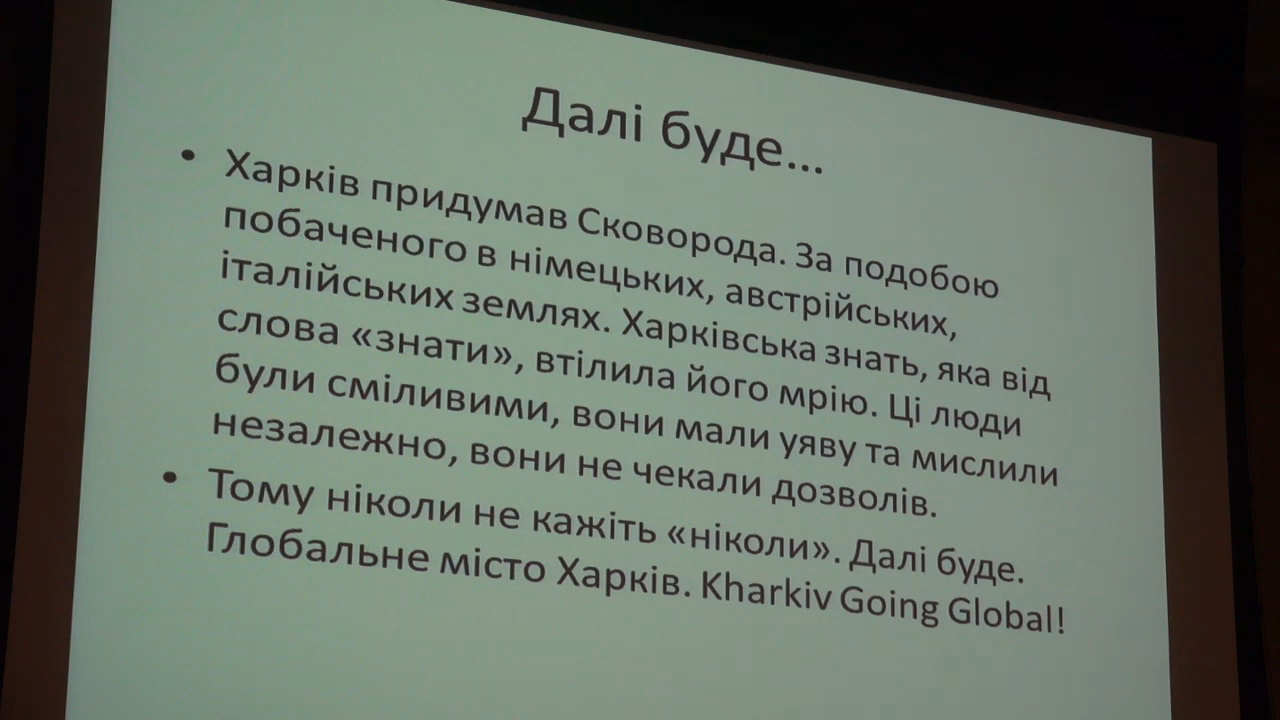 Далі буде...
• Харків придумав Сковорода. За подобою
побаченого в німецьких, австрійських,
італійських землях. Харківська знать, яка від
слова «знати», втілила його мрію. Ці люди
були сміливими, вони мали уяву та мислили
незалежно, вони не чекали дозволів.
• Тому ніколи не кажіть «ніколи». Далі буде.
Глобальне місто Харків. Kharkiv Going Global!